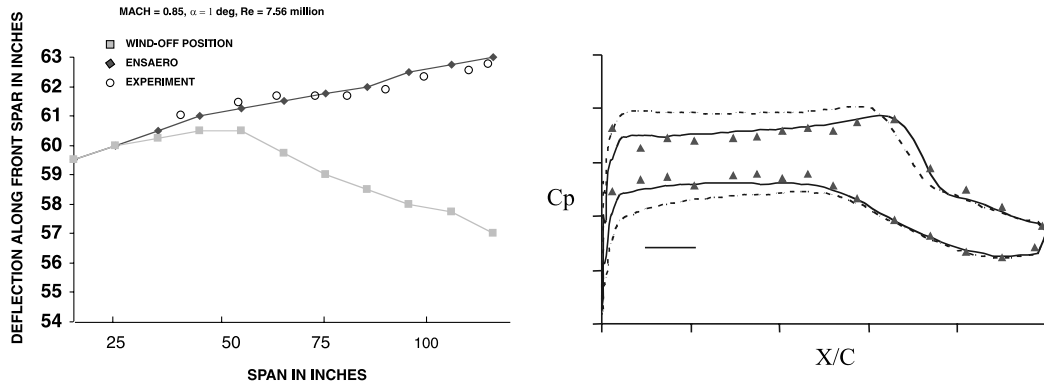 MACH = 0.85, α = 1 deg, Re = 7.56 million
WIND-OFF POSITION
ENSAERO
EXPERIMENT
DEFLECTION ALONG FRONT SPAR IN INCHES
63
62
61
60
59
58
57
56
55
54
25
50
75
100
SPAN IN INCHES
Cp
X/C